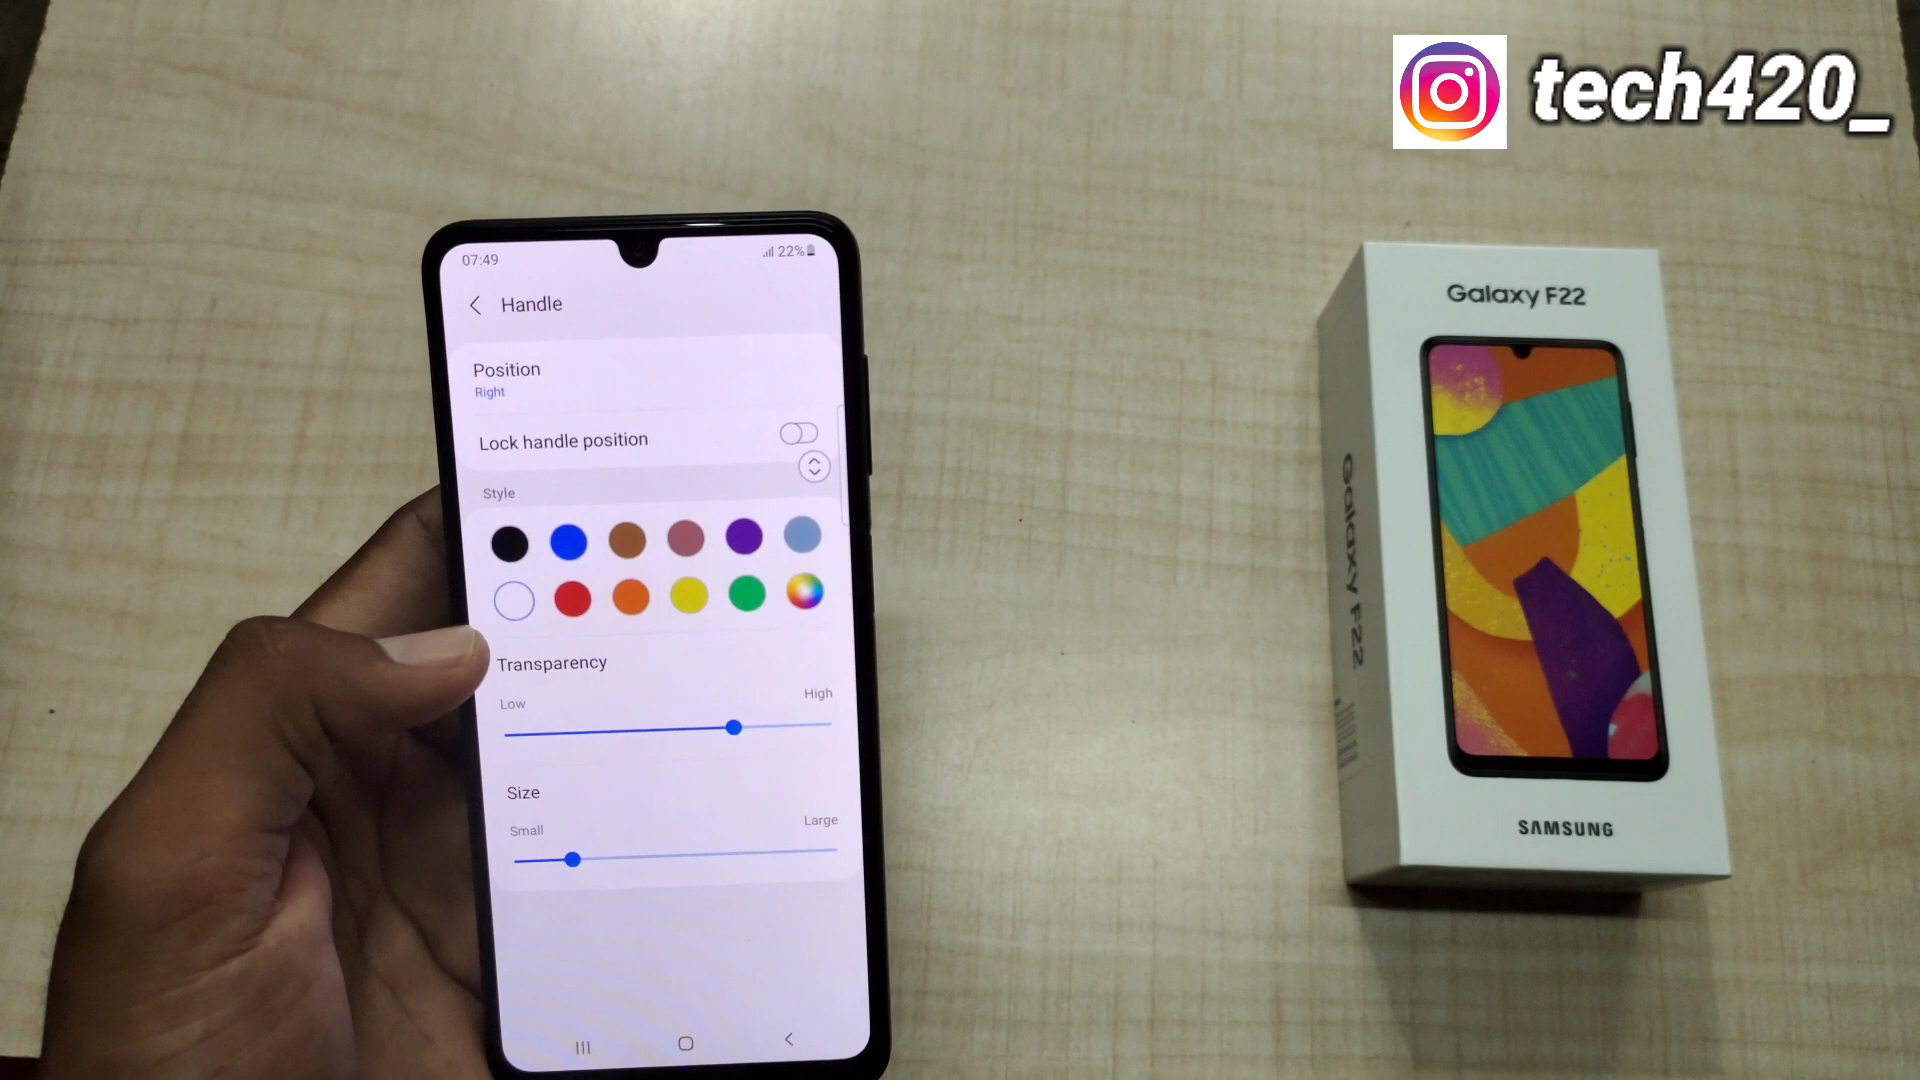 tech420_
07:49
22%
Handle
Position
Right
Lock handle position
Style
Transparency
Low
High
Size
Small
Large
Galaxy F22
SAMSUNG
Galaxy F22